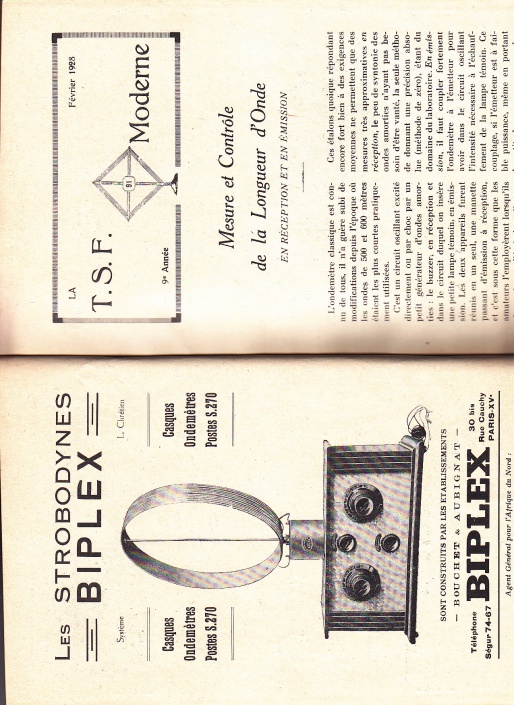 LES STROBODYNES
BIPLEX
Système
L. Chrétien
Casques
Ondemètres
Postes S.270
Casques
Ondemètres
Postes S.270
SONT CONSTRUITS PAR LES ETABLISSEMENTS
— BOUCHET & AUBIGNAT —
Téléphone
Ségur 74-67
BIPLEX
30 bis
Rue Cauchy
PARIS-XV
Agent Général pour l'Afrique du Nord :
LA
Février 1928
T.S.F.
91
Moderne
9e Année
Mesure et Contrôle
de la Longueur d'Onde
EN RÉCEPTION ET EN ÉMISSION
L'ondemètre classique est con-
nu de tous, il n'a guère subi de
modifications depuis l'époque où
les ondes de 500 et 600 mètres
étaient les plus courtes pratique-
ment utilisées.
C'est un circuit oscillant excité
directement ou par choc par un
petit générateur d'ondes amor-
ties : le buzzer, en réception et
dans le circuit duquel on insère
une petite lampe témoin, en émis-
sion. Les deux appareils furent
réunis en un seul, une manette
passant d'émission à réception,
et c'est sous cette forme que les
amateurs l'employèrent lorsqu'ils
Ces étalons quoique répondant
encore fort bien à des exigences
moyennes ne permettent que des
mesures très approximatives en
réception, le peu de syntonie des
ondes amorties n'ayant pas be-
soin d'être vanté, la seule métho-
de donnant une précision abso-
lue (méthode de zéro), étant du
domaine du laboratoire. En émis-
sion, il faut coupler fortement
l'ondemètre à l'émetteur pour
avoir dans le circuit oscillant
l'intensité nécessaire à l'échauf-
fement de la lampe témoin. Ce
couplage, si l'émetteur est à fai-
ble puissance, même en portant